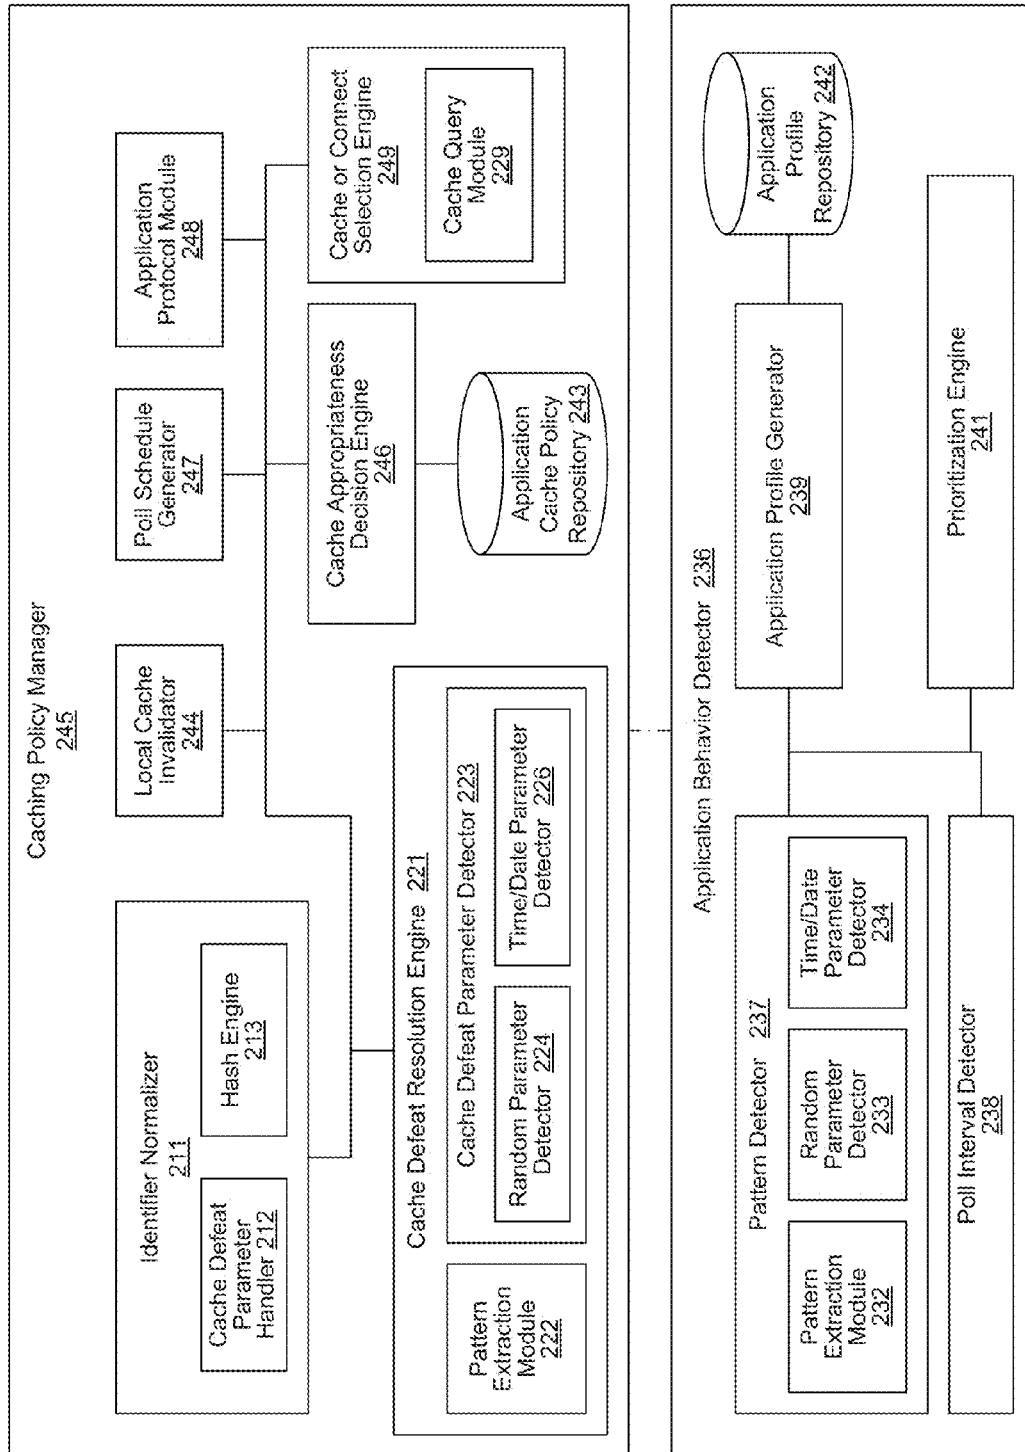 Caching Policy Manager
245
Identifier Normalizer
211
Cache Defeat
Parameter
Handler 212
Hash Engine
213
Local Cache
Invalidator
244
Poll Schedule
Generator
247
Application
Protocol Module
248
Cache Defeat Resolution Engine 221
Pattern
Extraction
Module
222
Cache Defeat Parameter Detector 223
Random Parameter
Detector 224
Time/Date Parameter
Detector 226
Cache Appropriateness
Decision Engine
246
Application
Cache Policy
Repository 243
Cache or Connect
Selection Engine
249
Cache Query
Module
229
Application Behavior Detector 236
Pattern Detector 237
Pattern
Extraction
Module
232
Random
Parameter
Detector
233
Time/Date
Parameter
Detector
234
Poll Interval Detector
238
Application Profile Generator
239
Application
Profile
Repository 242
Prioritization Engine
241